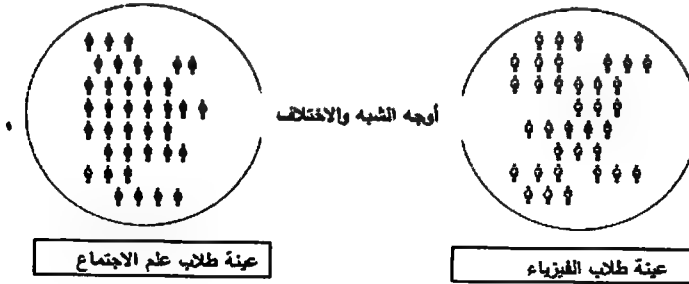 أوجه الشبه والاختلاف
عينة طلاب الفيزياء
عينة طلاب علم الاجتماع